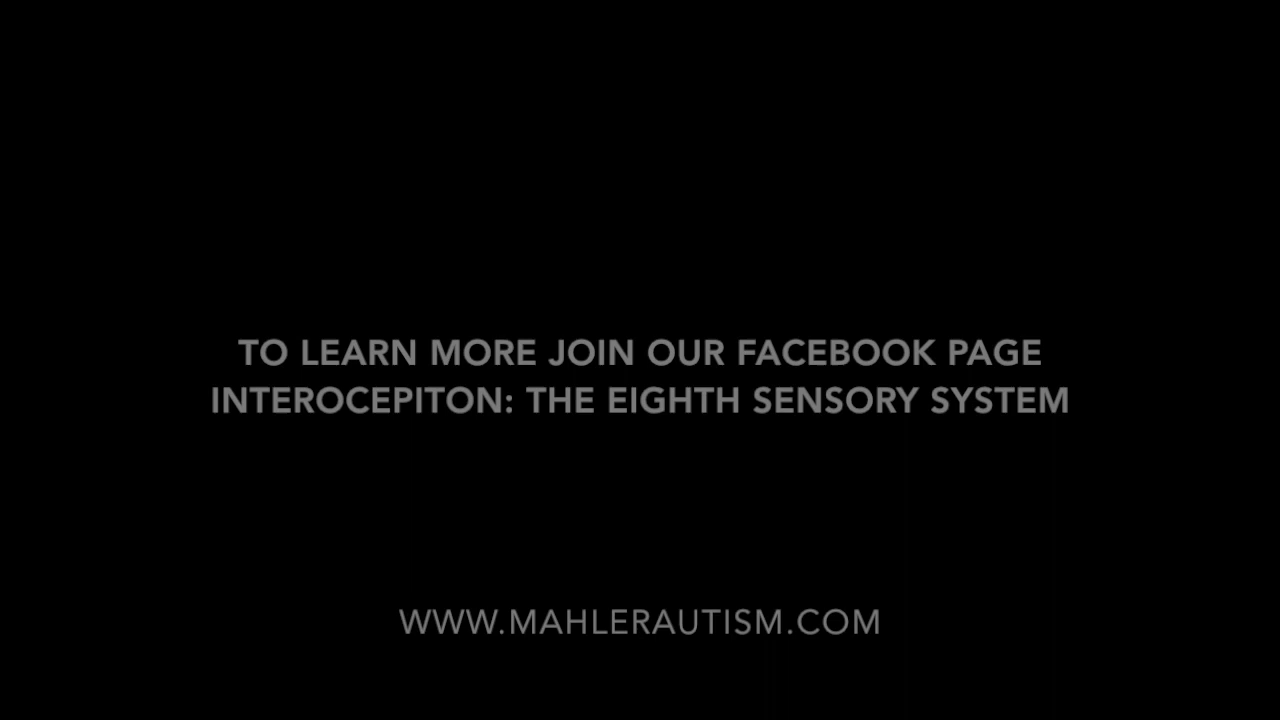 TO LEARN MORE JOIN OUR FACEBOOK PAGE
INTEROCEPITON: THE EIGHTH SENSORY SYSTEM
WWW.MAHLERAUTISM.COM